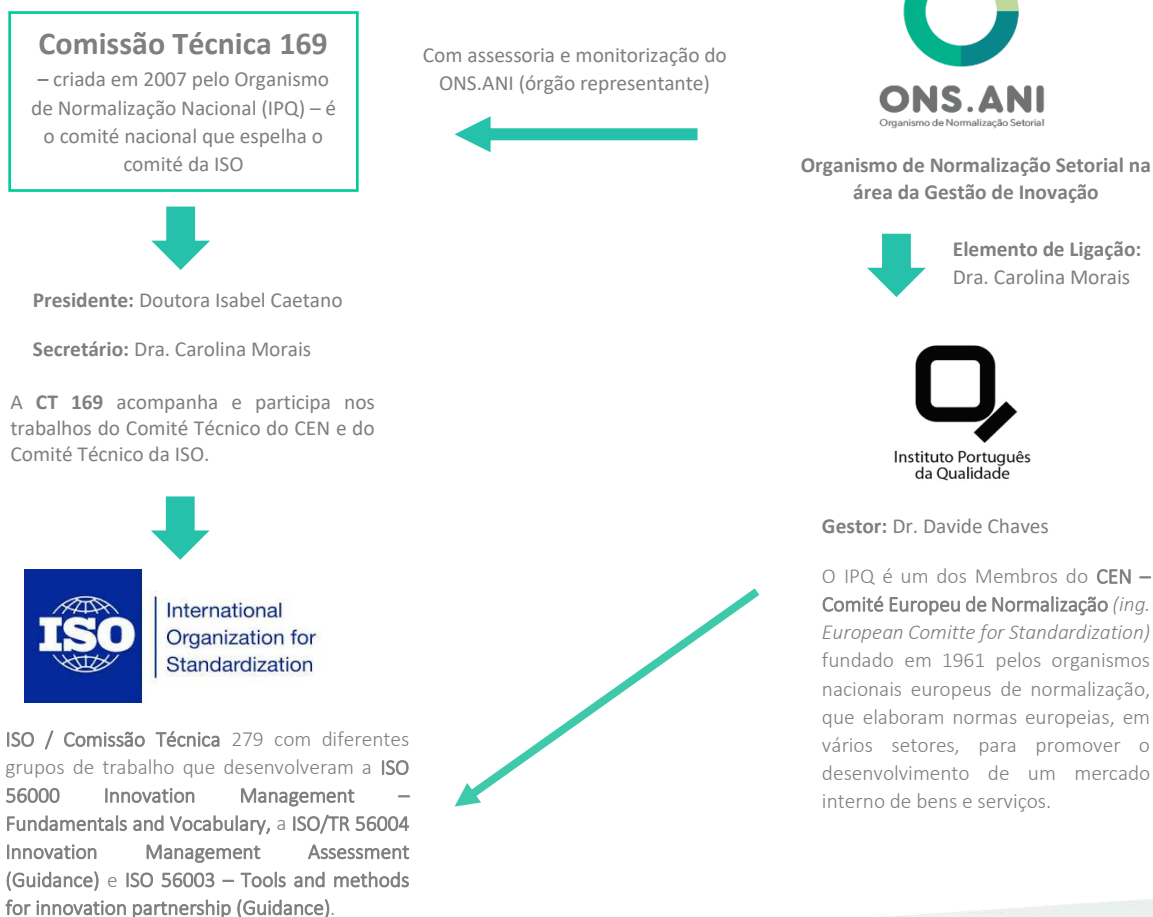 Comissão Técnica 169
– criada em 2007 pelo Organismo
de Normalização Nacional (IPQ) – é
o comité nacional que espelha o
comité da ISO
Com assessoria e monitorização do
ONS.ANI (órgão representante)
ONS.ANI
Organismo de Normalização Setorial
Organismo de Normalização Setorial na
área da Gestão de Inovação
Elemento de Ligação:
Dra. Carolina Morais
Presidente: Doutora Isabel Caetano
Secretário: Dra. Carolina Morais
A CT 169 acompanha e participa nos
trabalhos do Comité Técnico do CEN e do
Comité Técnico da ISO.
Instituto Português
da Qualidade
Gestor: Dr. Davide Chaves
O IPQ é um dos Membros do CEN –
Comité Europeu de Normalização (ing.
European Comitte for Standardization)
fundado em 1961 pelos organismos
nacionais europeus de normalização,
que elaboram normas europeias, em
vários setores, para promover o
desenvolvimento de um mercado
interno de bens e serviços.
ISO
International
Organization for
Standardization
ISO / Comissão Técnica 279 com diferentes
grupos de trabalho que desenvolveram a ISO
56000 Innovation Management –
Fundamentals and Vocabulary, a ISO/TR 56004
Innovation Management Assessment
(Guidance) e ISO 56003 – Tools and methods
for innovation partnership (Guidance).